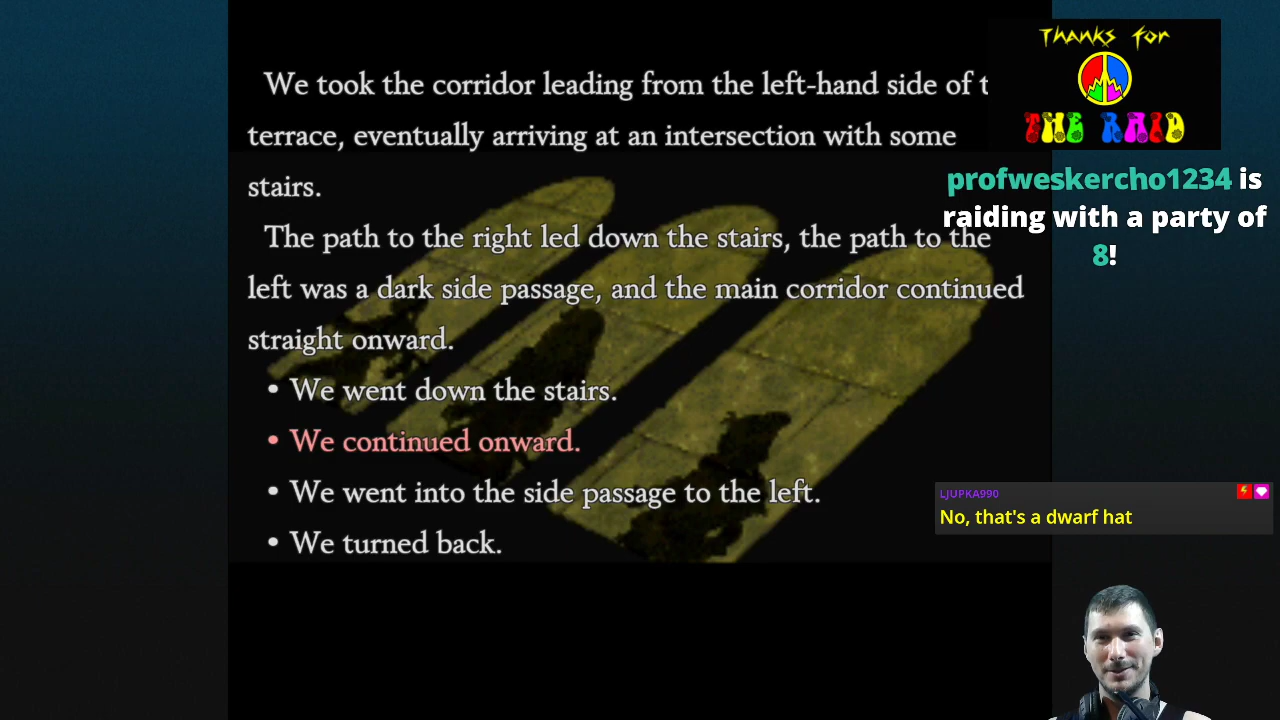 We took the corridor leading from the left-hand side of t
terrace, eventually arriving at an intersection with some
stairs.
The path to the right led down the stairs, the path to the
left was a dark side passage, and the main corridor continued
straight onward.
• We went down the stairs.
• We continued onward.
• We went into the side passage to the left.
• We turned back.
THANKS FOR
THE RAID
profweskercho1234 is
raiding with a party of
8!
LJUPKA990
No, that's a dwarf hat